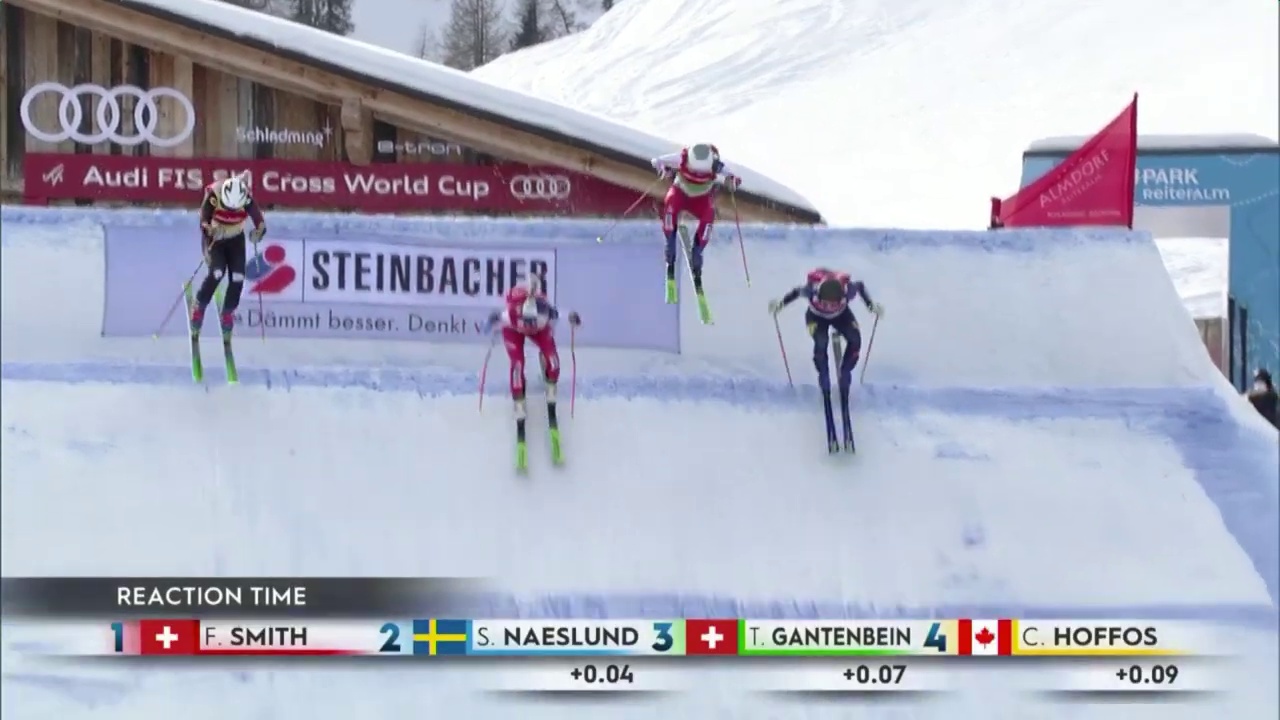 Schladming
e-tron
Audi FIS Ski Cross World Cup
PARK
REITERALM
ALMDORF
REITERALM
STEINBACHER
Dämmt besser. Denkt
REACTION TIME
1 F. SMITH 2 S. NAESLUND 3 T. GANTENBEIN 4 C. HOFFOS
+0.04 +0.07 +0.09